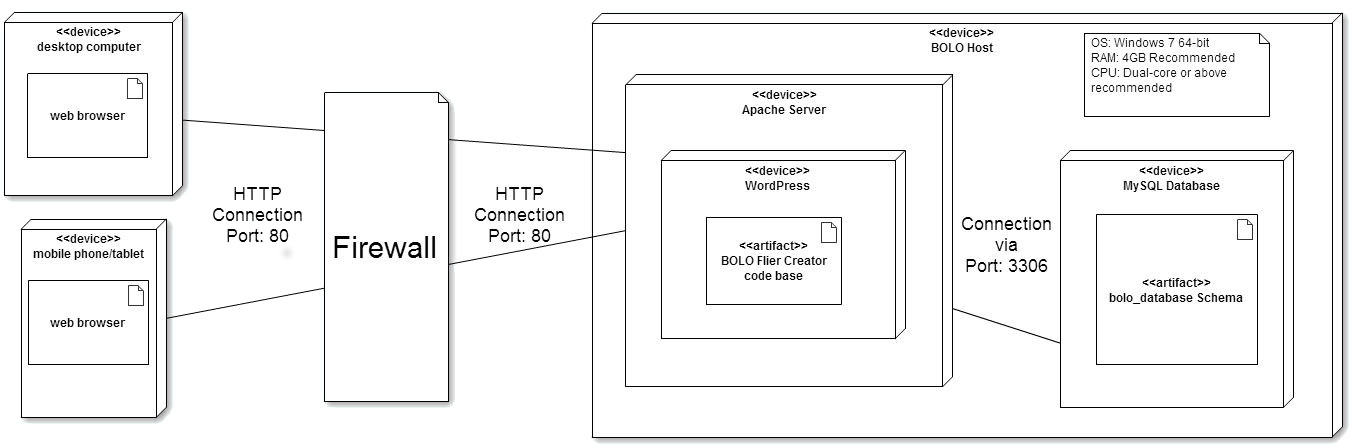 <<device>>
desktop computer
web browser
<<device>>
mobile phone/tablet
web browser
HTTP
Connection
Port: 80
Firewall
HTTP
Connection
Port: 80
<<device>>
BOLO Host
OS: Windows 7 64-bit
RAM: 4GB Recommended
CPU: Dual-core or above
recommended
<<device>>
Apache Server
<<device>>
WordPress
<<artifact>>
BOLO Flier Creator
code base
Connection
via
Port: 3306
<<device>>
MySQL Database
<<artifact>>
bolo_database Schema